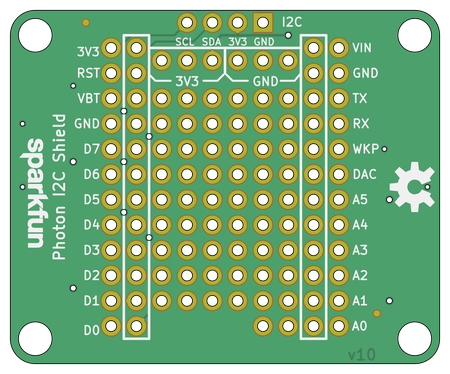 I2C
SCL SDA 3V3 GND
3V3 VIN
RST 3V3 GND GND
VBT TX
GND RX
D7 WKP
D6 DAC
D5 A5
D4 A4
D3 A3
D2 A2
D1 A1
D0 A0
sparkfun
Photon I2C Shield
v10